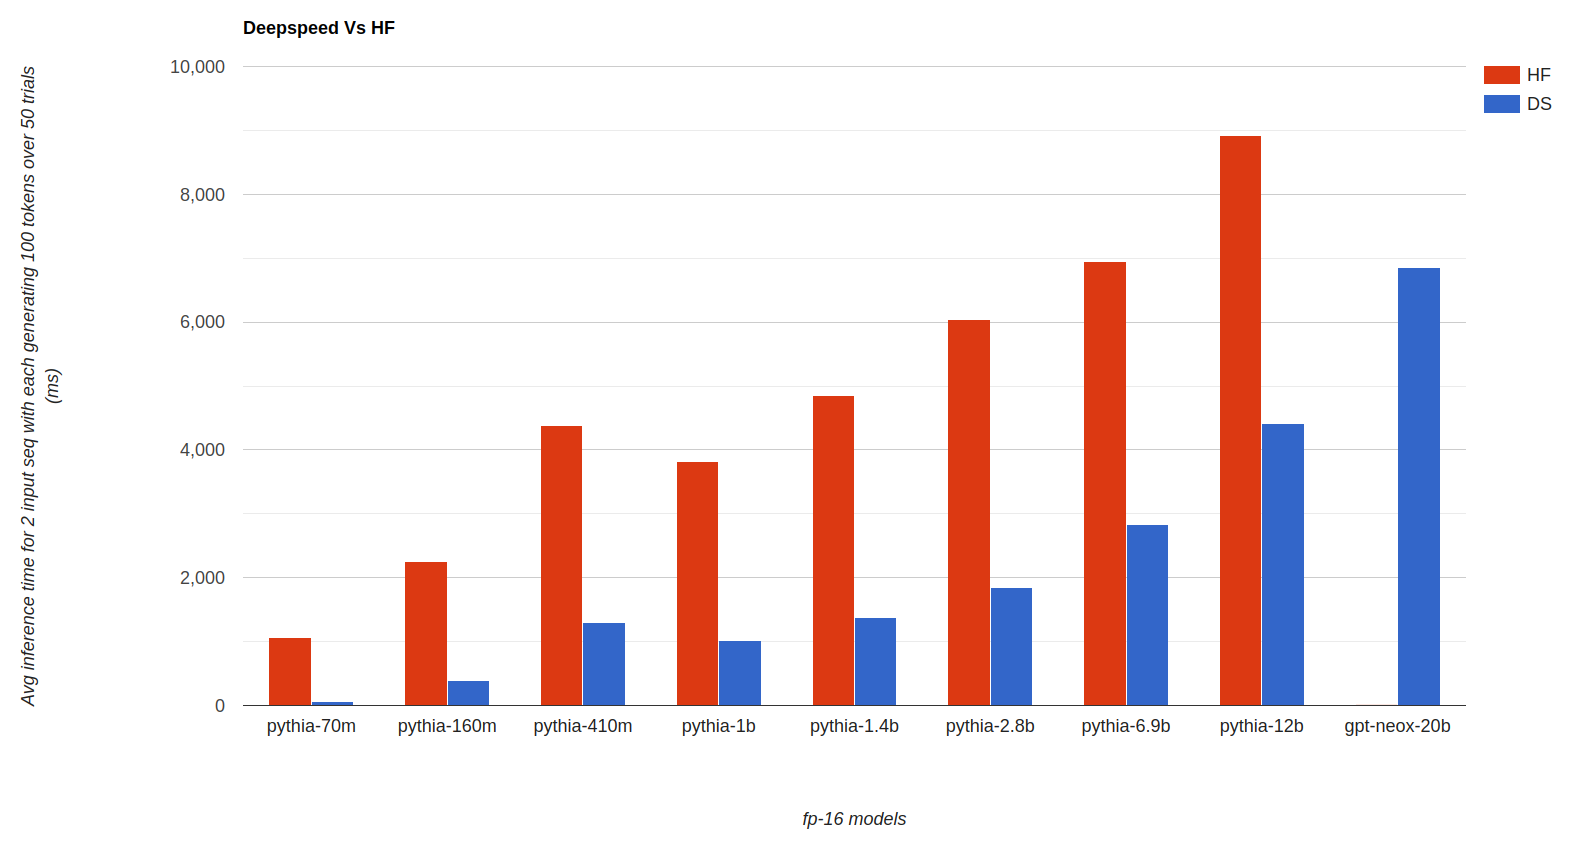 Deepspeed Vs HF
Avg inference time for 2 input seq with each generating 100 tokens over 50 trials
(ms)
10,000
8,000
6,000
4,000
2,000
0
HF
DS
pythia-70m
pythia-160m
pythia-410m
pythia-1b
pythia-1.4b
pythia-2.8b
pythia-6.9b
pythia-12b
gpt-neox-20b
fp-16 models